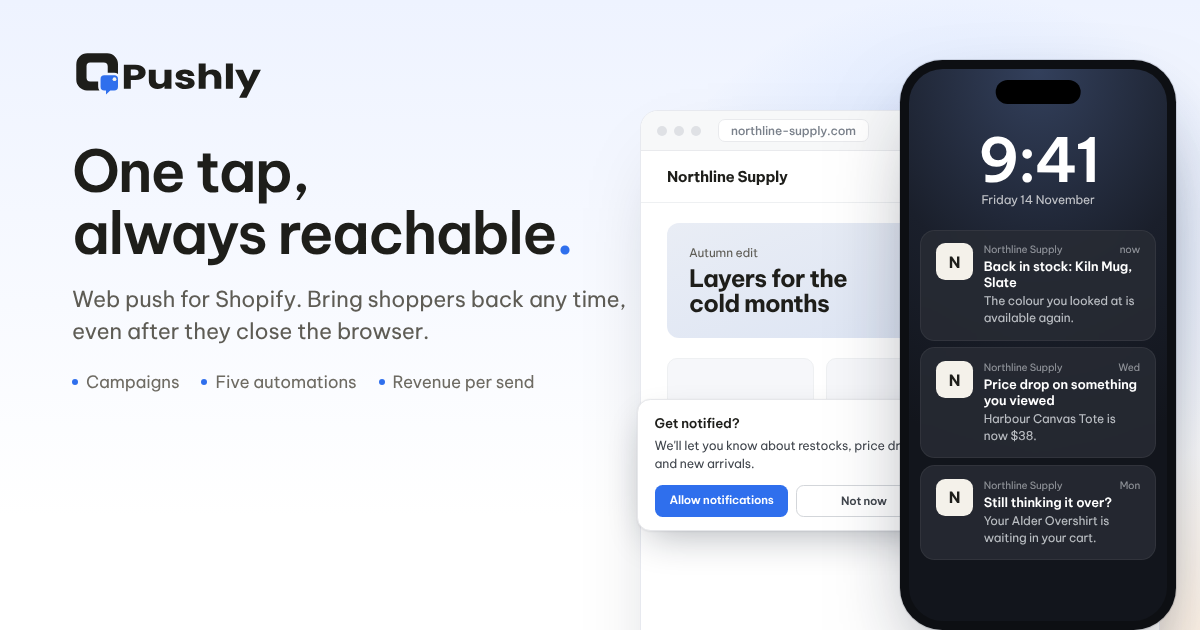 Pushly
One tap,
always reachable.
Web push for Shopify. Bring shoppers back any time,
even after they close the browser.
Campaigns
Five automations
Revenue per send
northline-supply.com
Northline Supply
Autumn edit
Layers for the
cold months
Get notified?
We'll let you know about restocks, price
and new arrivals.
Allow notifications
Not now
9:41
Friday 14 November
N
Northline Supply
now
Back in stock: Kiln Mug,
Slate
The colour you looked at is
available again.
N
Northline Supply
Wed
Price drop on something
you viewed
Harbour Canvas Tote is
now $38.
N
Northline Supply
Mon
Still thinking it over?
Your Alder Overshirt is
waiting in your cart.